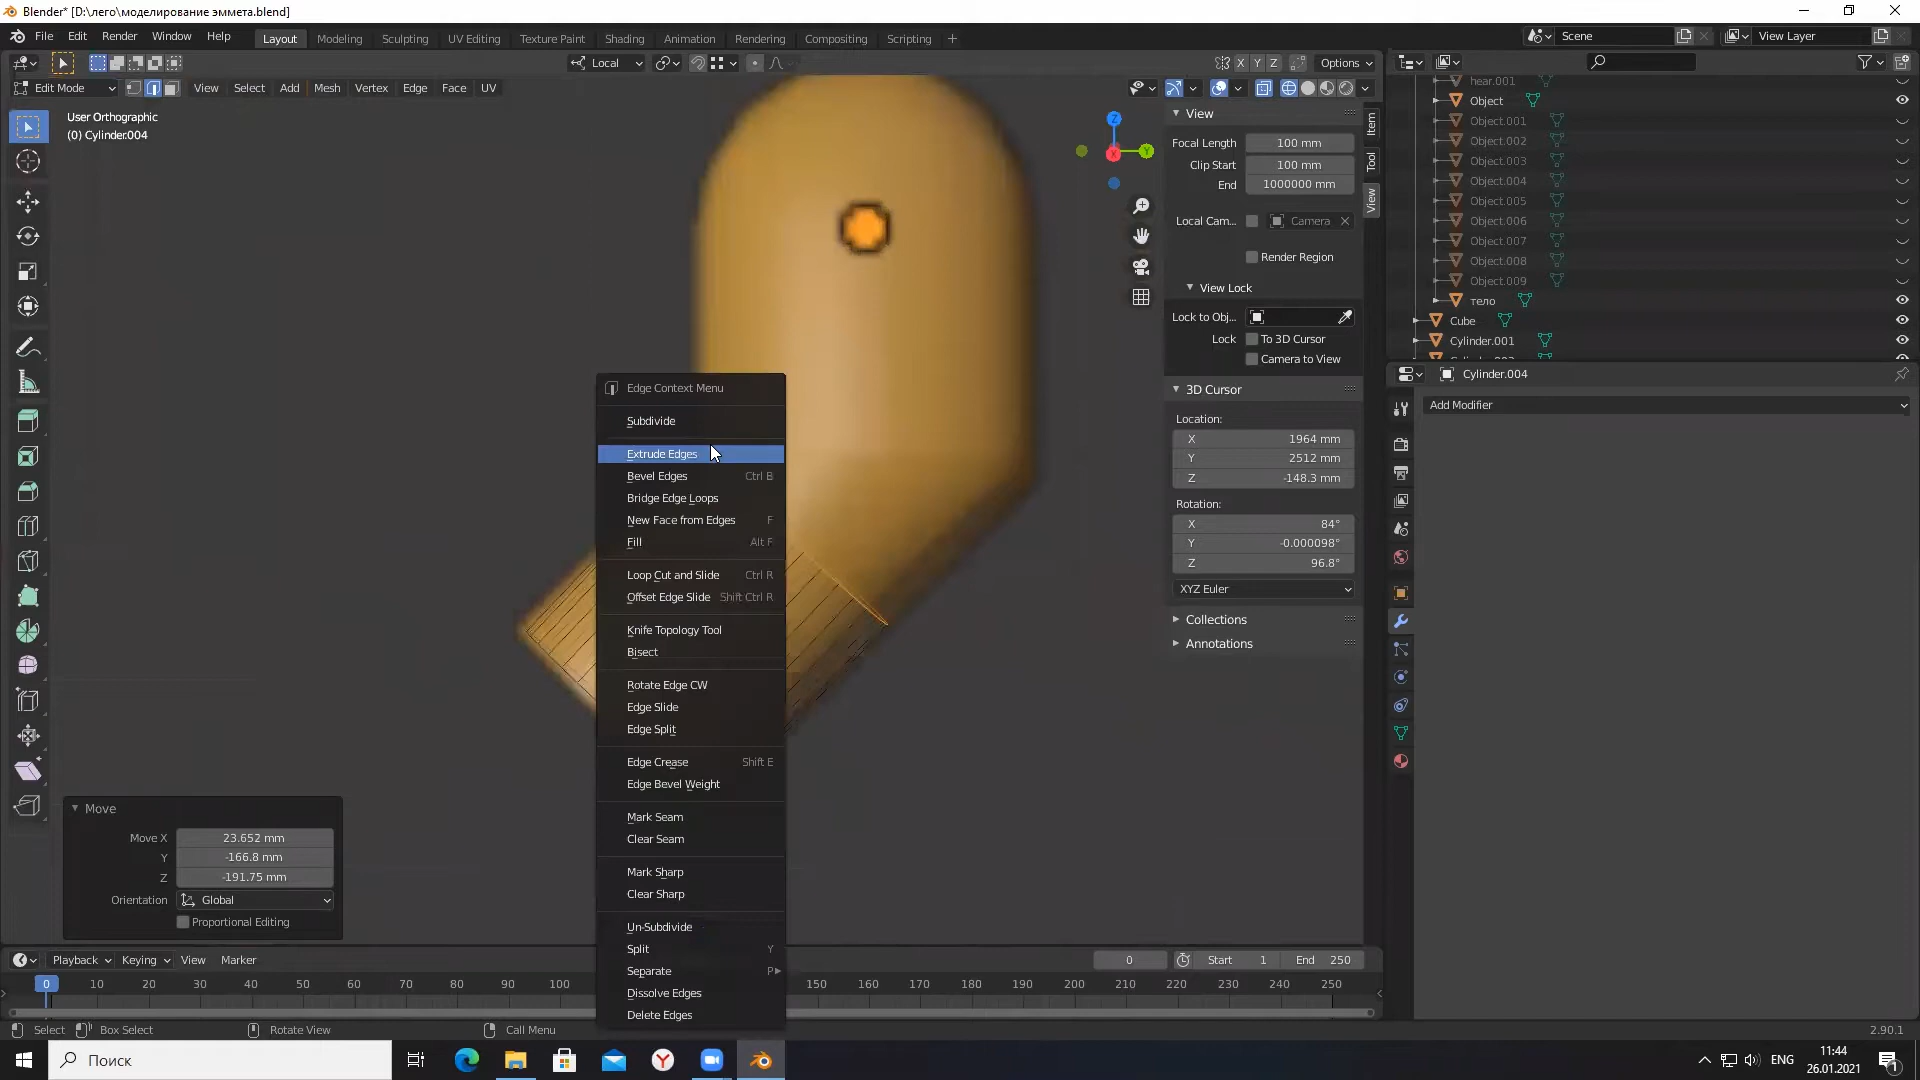 Blender* [D:\лего\моделирование эммета.blend]
File Edit Render Window Help Layout Modeling Sculpting UV Editing Texture Paint Shading Animation Rendering Compositing Scripting + Scene View Layer
Local X Y Z Options
Edit Mode View Select Add Mesh Vertex Edge Face UV
User Orthographic
(0) Cylinder.004
Z
Y
X
View
Focal Length 100 mm
Clip Start 100 mm
End 1000000 mm
Local Cam... Camera
Render Region
View Lock
Lock to Obj...
Lock To 3D Cursor
Camera to View
3D Cursor
Location:
X 1964 mm
Y 2512 mm
Z -148.3 mm
Rotation:
X 84°
Y -0.000098°
Z 96.8°
XYZ Euler
Collections
Annotations
Item
Tool
View
hear.001
Object
Object.001
Object.002
Object.003
Object.004
Object.005
Object.006
Object.007
Object.008
Object.009
тело
Cube
Cylinder.001
Cylinder.004
Add Modifier
Edge Context Menu
Subdivide
Extrude Edges
Bevel Edges Ctrl B
Bridge Edge Loops
New Face from Edges F
Fill Alt F
Loop Cut and Slide Ctrl R
Offset Edge Slide Shift Ctrl R
Knife Topology Tool
Bisect
Rotate Edge CW
Edge Slide
Edge Split
Edge Crease Shift E
Edge Bevel Weight
Mark Seam
Clear Seam
Mark Sharp
Clear Sharp
Un-Subdivide
Split Y
Separate P
Dissolve Edges
Delete Edges
Move
Move X 23.652 mm
Y -166.8 mm
Z -191.75 mm
Orientation Global
Proportional Editing
Playback Keying View Marker 0 Start 1 End 250
0 10 20 30 40 50 60 70 80 90 100 150 160 170 180 190 200 210 220 230 240 250
Select Box Select Rotate View Call Menu 2.90.1
Поиск ENG 11:44
26.01.2021
1